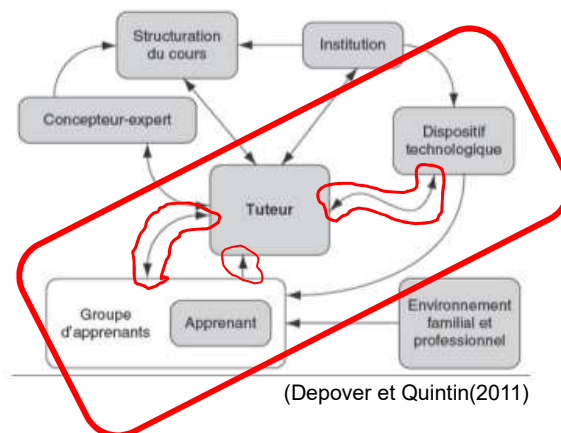 Structuration
du cours
Institution
Concepteur-expert
Dispositif
technologique
Tuteur
Groupe
d'apprenants
Apprenant
Environnement
familial et
professionnel
(Depover et Quintin(2011)